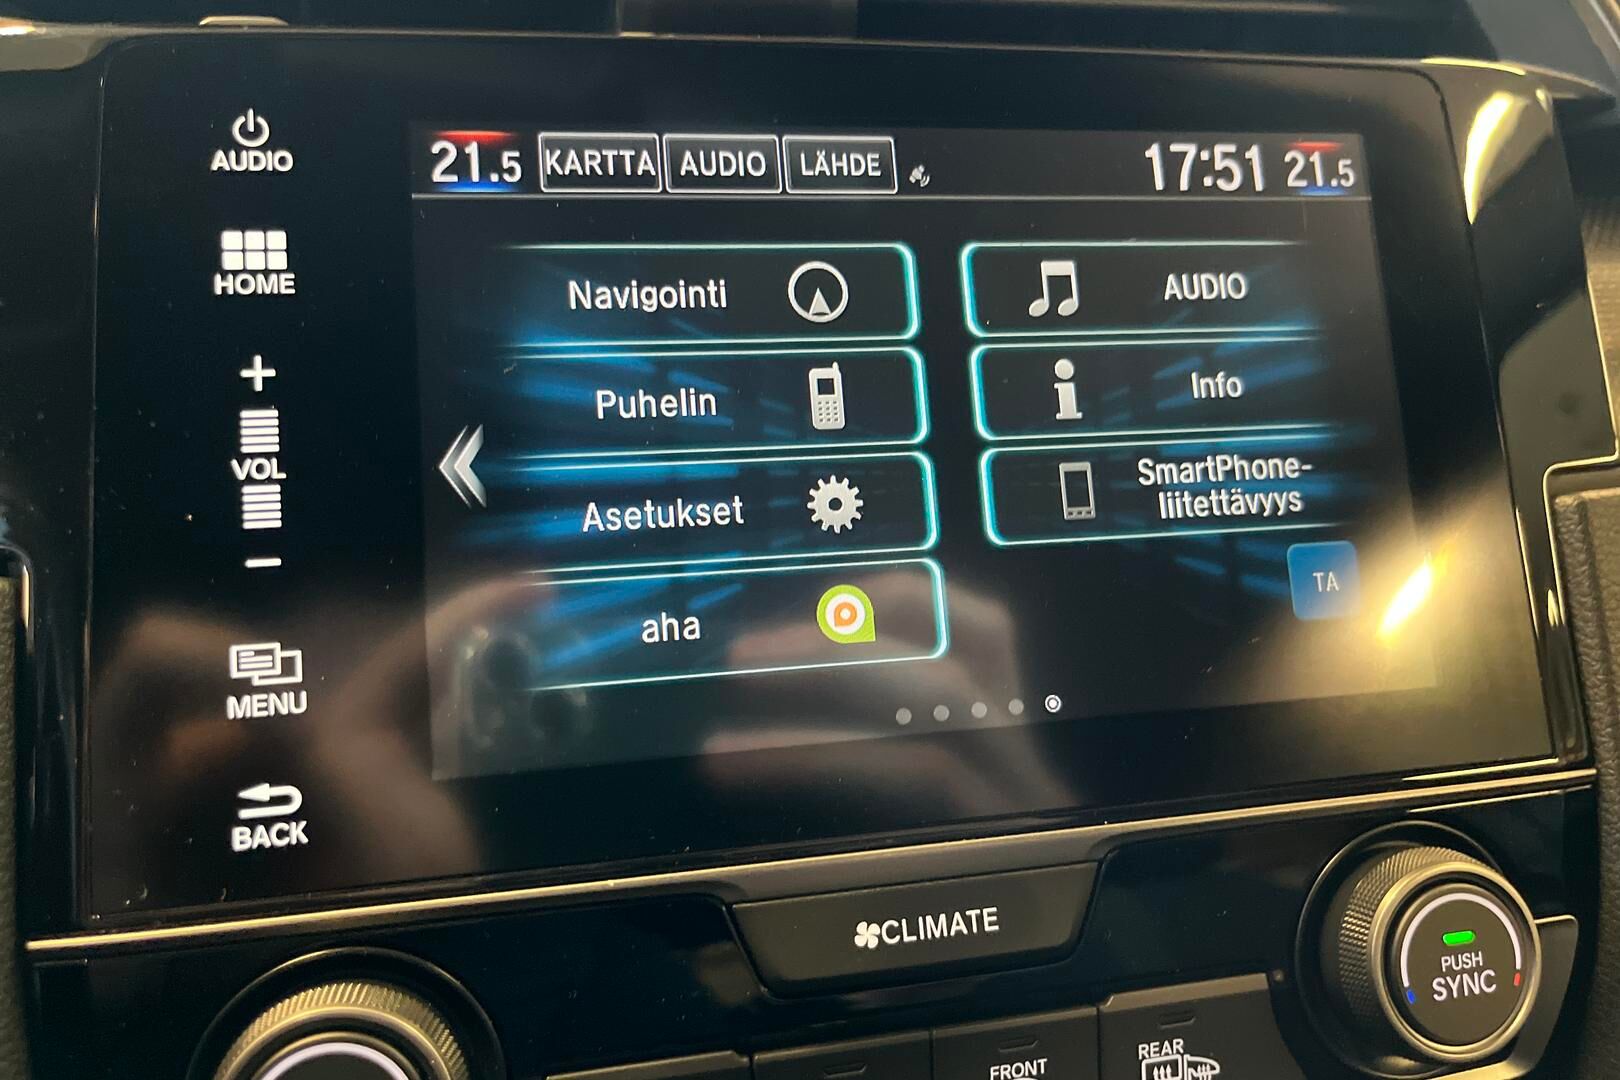 AUDIO
HOME
+
VOL
−
MENU
BACK
21.5 KARTTA AUDIO LÄHDE 17:51 21.5
Navigointi
AUDIO
Puhelin
Info
Asetukset
SmartPhone-
liitettävyys
aha
TA
CLIMATE
PUSH
SYNC
FRONT
REAR